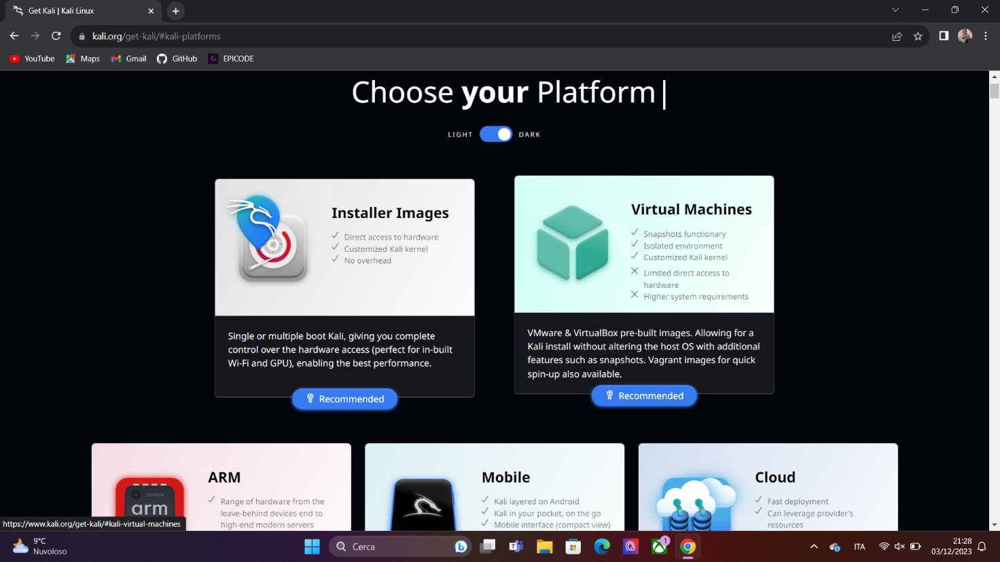 Get Kali | Kali Linux
kali.org/get-kali/#kali-platforms
YouTube
Maps
Gmail
GitHub
EPICODE
Choose your Platform|
LIGHT
DARK
Installer Images
Direct access to hardware
Customized Kali kernel
No overhead
Single or multiple boot Kali, giving you complete
control over the hardware access (perfect for in-built
Wi-Fi and GPU), enabling the best performance.
Recommended
Virtual Machines
Snapshots functionary
Isolated environment
Customized Kali kernel
Limited direct access to
hardware
Higher system requirements
VMware & VirtualBox pre-built images. Allowing for a
Kali install without altering the host OS with additional
features such as snapshots. Vagrant images for quick
spin-up also available.
Recommended
ARM
arm
Range of hardware from the
leave-behind devices end to
high-end modern servers
Mobile
Kali layered on Android
Kali in your pocket, on the go
Mobile interface (compact view)
Cloud
Fast deployment
Can leverage provider's
resources
https://www.kali.org/get-kali/#kali-virtual-machines
9°C
Nuvoloso
Cerca
1
ITA
21:28
03/12/2023